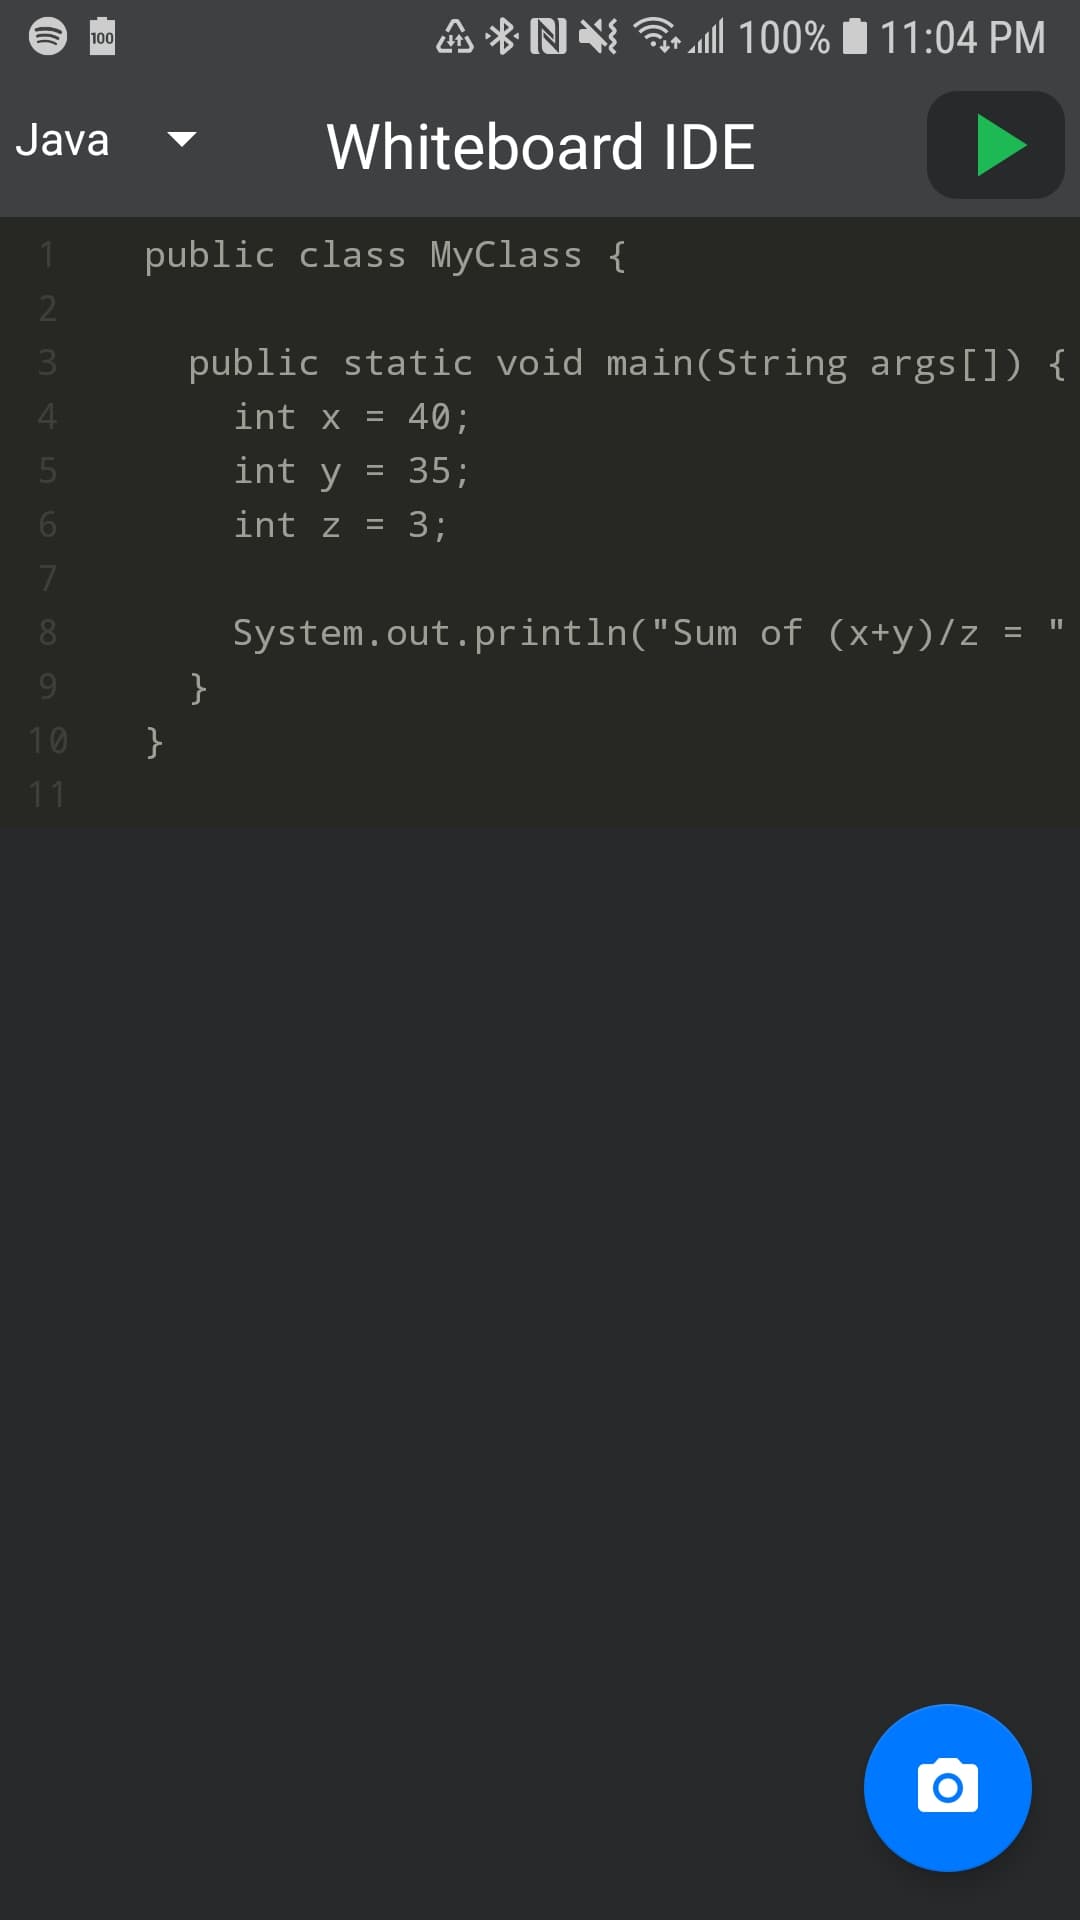 100 100% 11:04 PM
Java Whiteboard IDE
1 public class MyClass {
2
3 public static void main(String args[]) {
4 int x = 40;
5 int y = 35;
6 int z = 3;
7
8 System.out.println("Sum of (x+y)/z = "
9 }
10 }
11